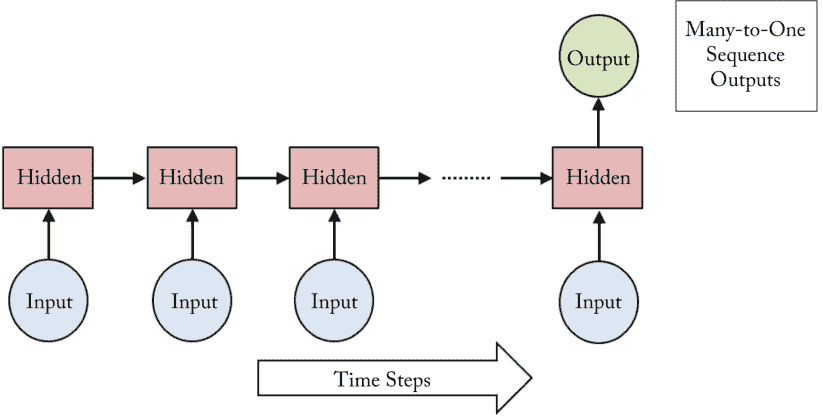 Many-to-One
Sequence
Outputs
Output
Hidden
Hidden
Hidden
Hidden
Input
Input
Input
Input
Time Steps